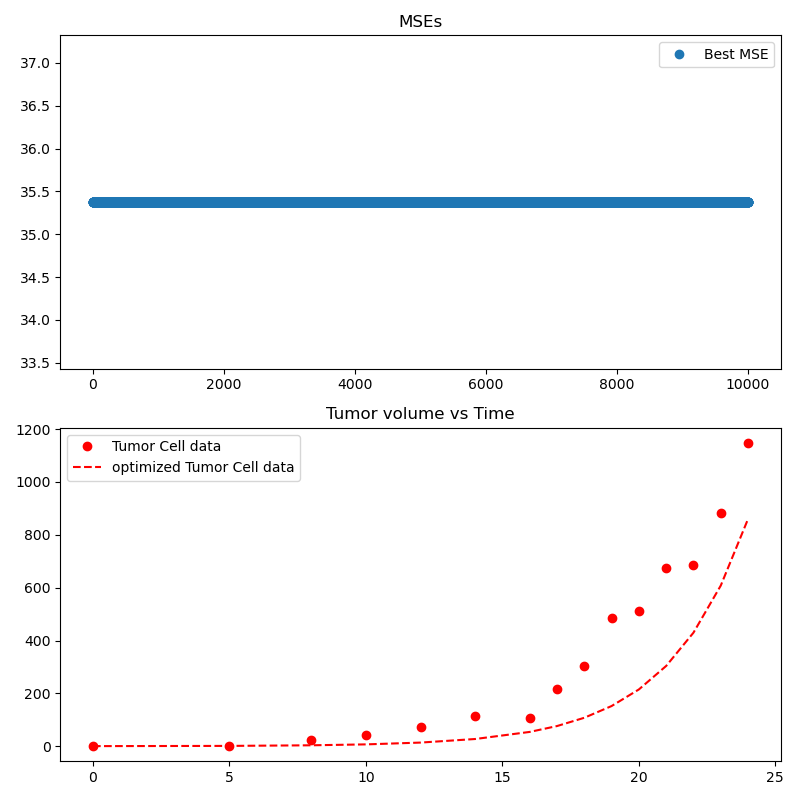 MSEs
Best MSE
37.0
36.5
36.0
35.5
35.0
34.5
34.0
33.5
0 2000 4000 6000 8000 10000
Tumor volume vs Time
Tumor Cell data
optimized Tumor Cell data
1200
1000
800
600
400
200
0
0 5 10 15 20 25